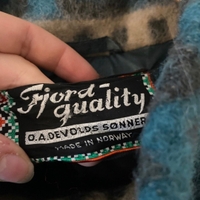 Fjord-
quality
O.A.DEVOLDS SØNNER
MADE IN NORWAY